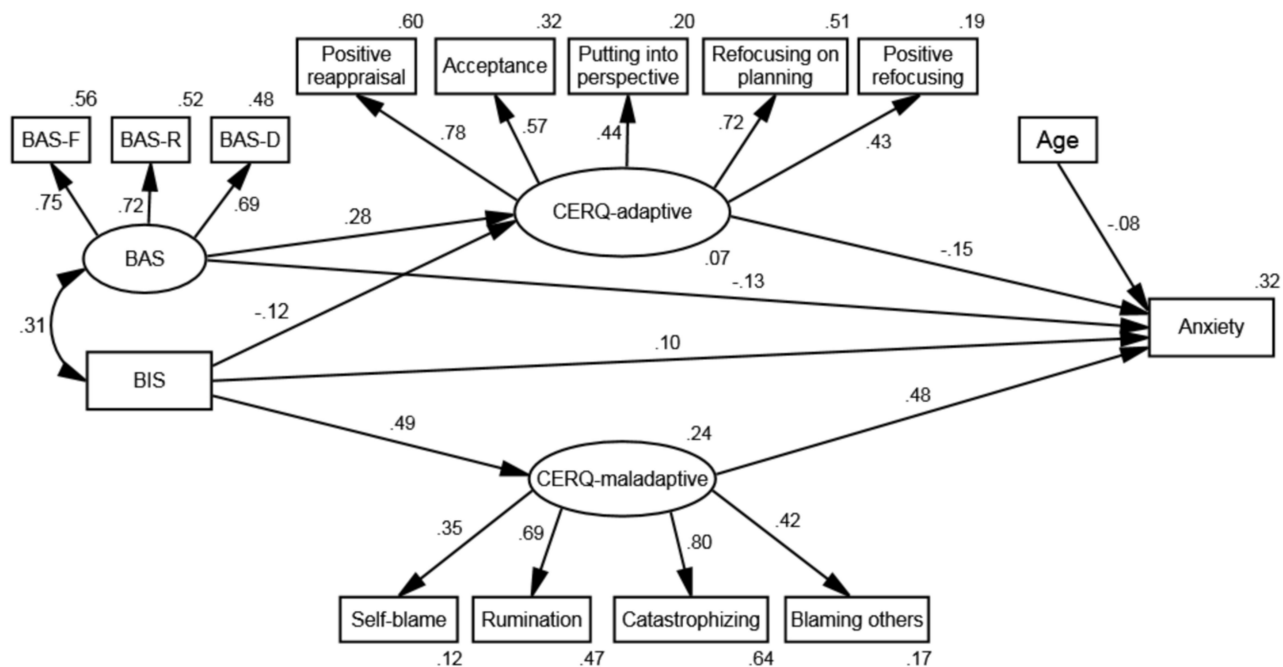 .60
.32
.20
.51
.19
Positive
reappraisal
Acceptance
Putting into
perspective
Refocusing on
planning
Positive
refocusing
.56
.52
.48
BAS-F
BAS-R
BAS-D
Age
.78
.57
.44
.72
.43
.75
.72
.69
.28
CERQ-adaptive
.07
-.08
-.15
BAS
-.13
.32
.31
-.12
Anxiety
.10
BIS
.49
.24
.48
CERQ-maladaptive
.35
.69
.80
.42
Self-blame
Rumination
Catastrophizing
Blaming others
.12
.47
.64
.17